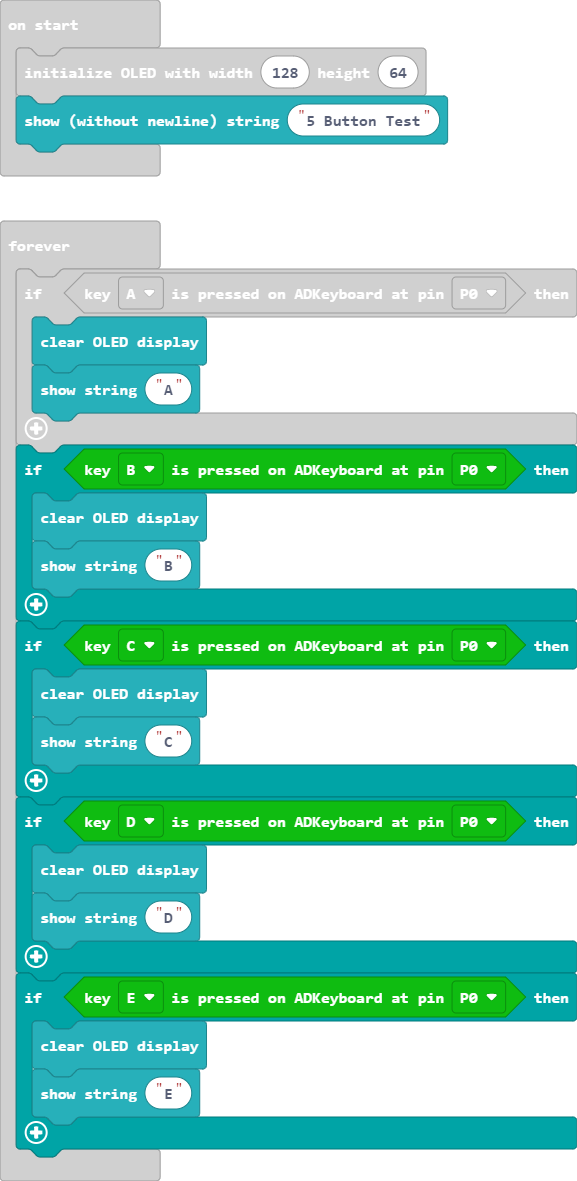 on start
initialize OLED with width 128 height 64
show (without newline) string "5 Button Test"
forever
if key A is pressed on ADKeyboard at pin P0 then
clear OLED display
show string "A"
if key B is pressed on ADKeyboard at pin P0 then
clear OLED display
show string "B"
if key C is pressed on ADKeyboard at pin P0 then
clear OLED display
show string "C"
if key D is pressed on ADKeyboard at pin P0 then
clear OLED display
show string "D"
if key E is pressed on ADKeyboard at pin P0 then
clear OLED display
show string "E"